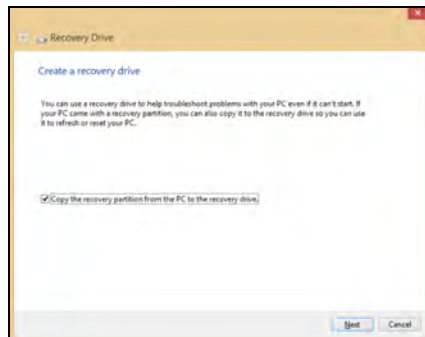 Recovery Drive
Create a recovery drive
You can use a recovery drive to help troubleshoot problems with your PC even if it can't start. If
your PC came with a recovery partition, you can also copy it to the recovery drive so you can use
it to refresh or reset your PC.
Copy the recovery partition from the PC to the recovery drive.
Next Cancel